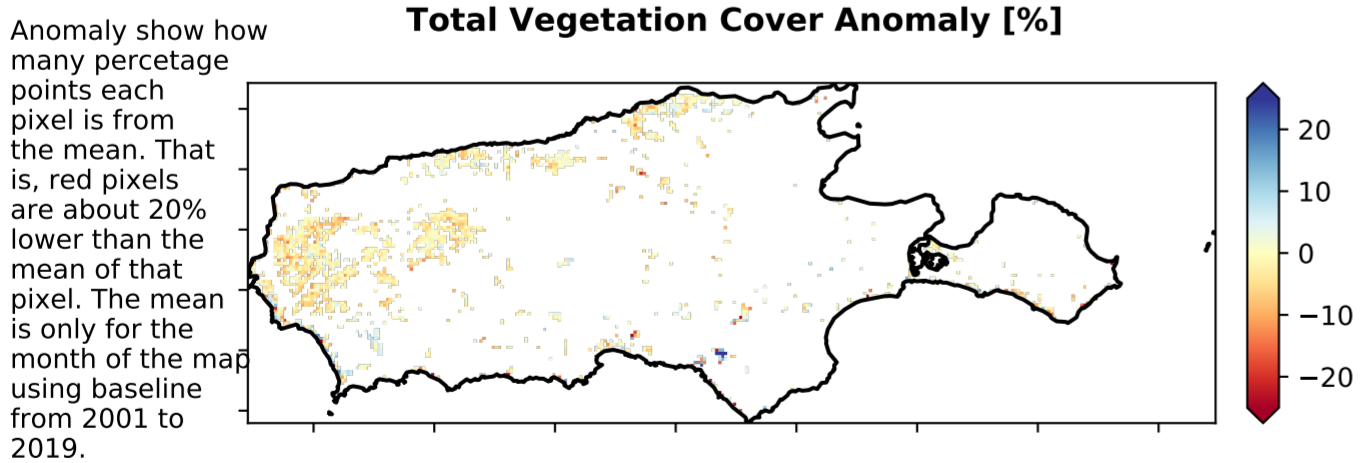 Total Vegetation Cover Anomaly [%]
Anomaly show how
many percetage
points each
pixel is from
the mean. That
is, red pixels
are about 20%
lower than the
mean of that
pixel. The mean
is only for the
month of the map
using baseline
from 2001 to
2019.
20
10
0
−10
−20